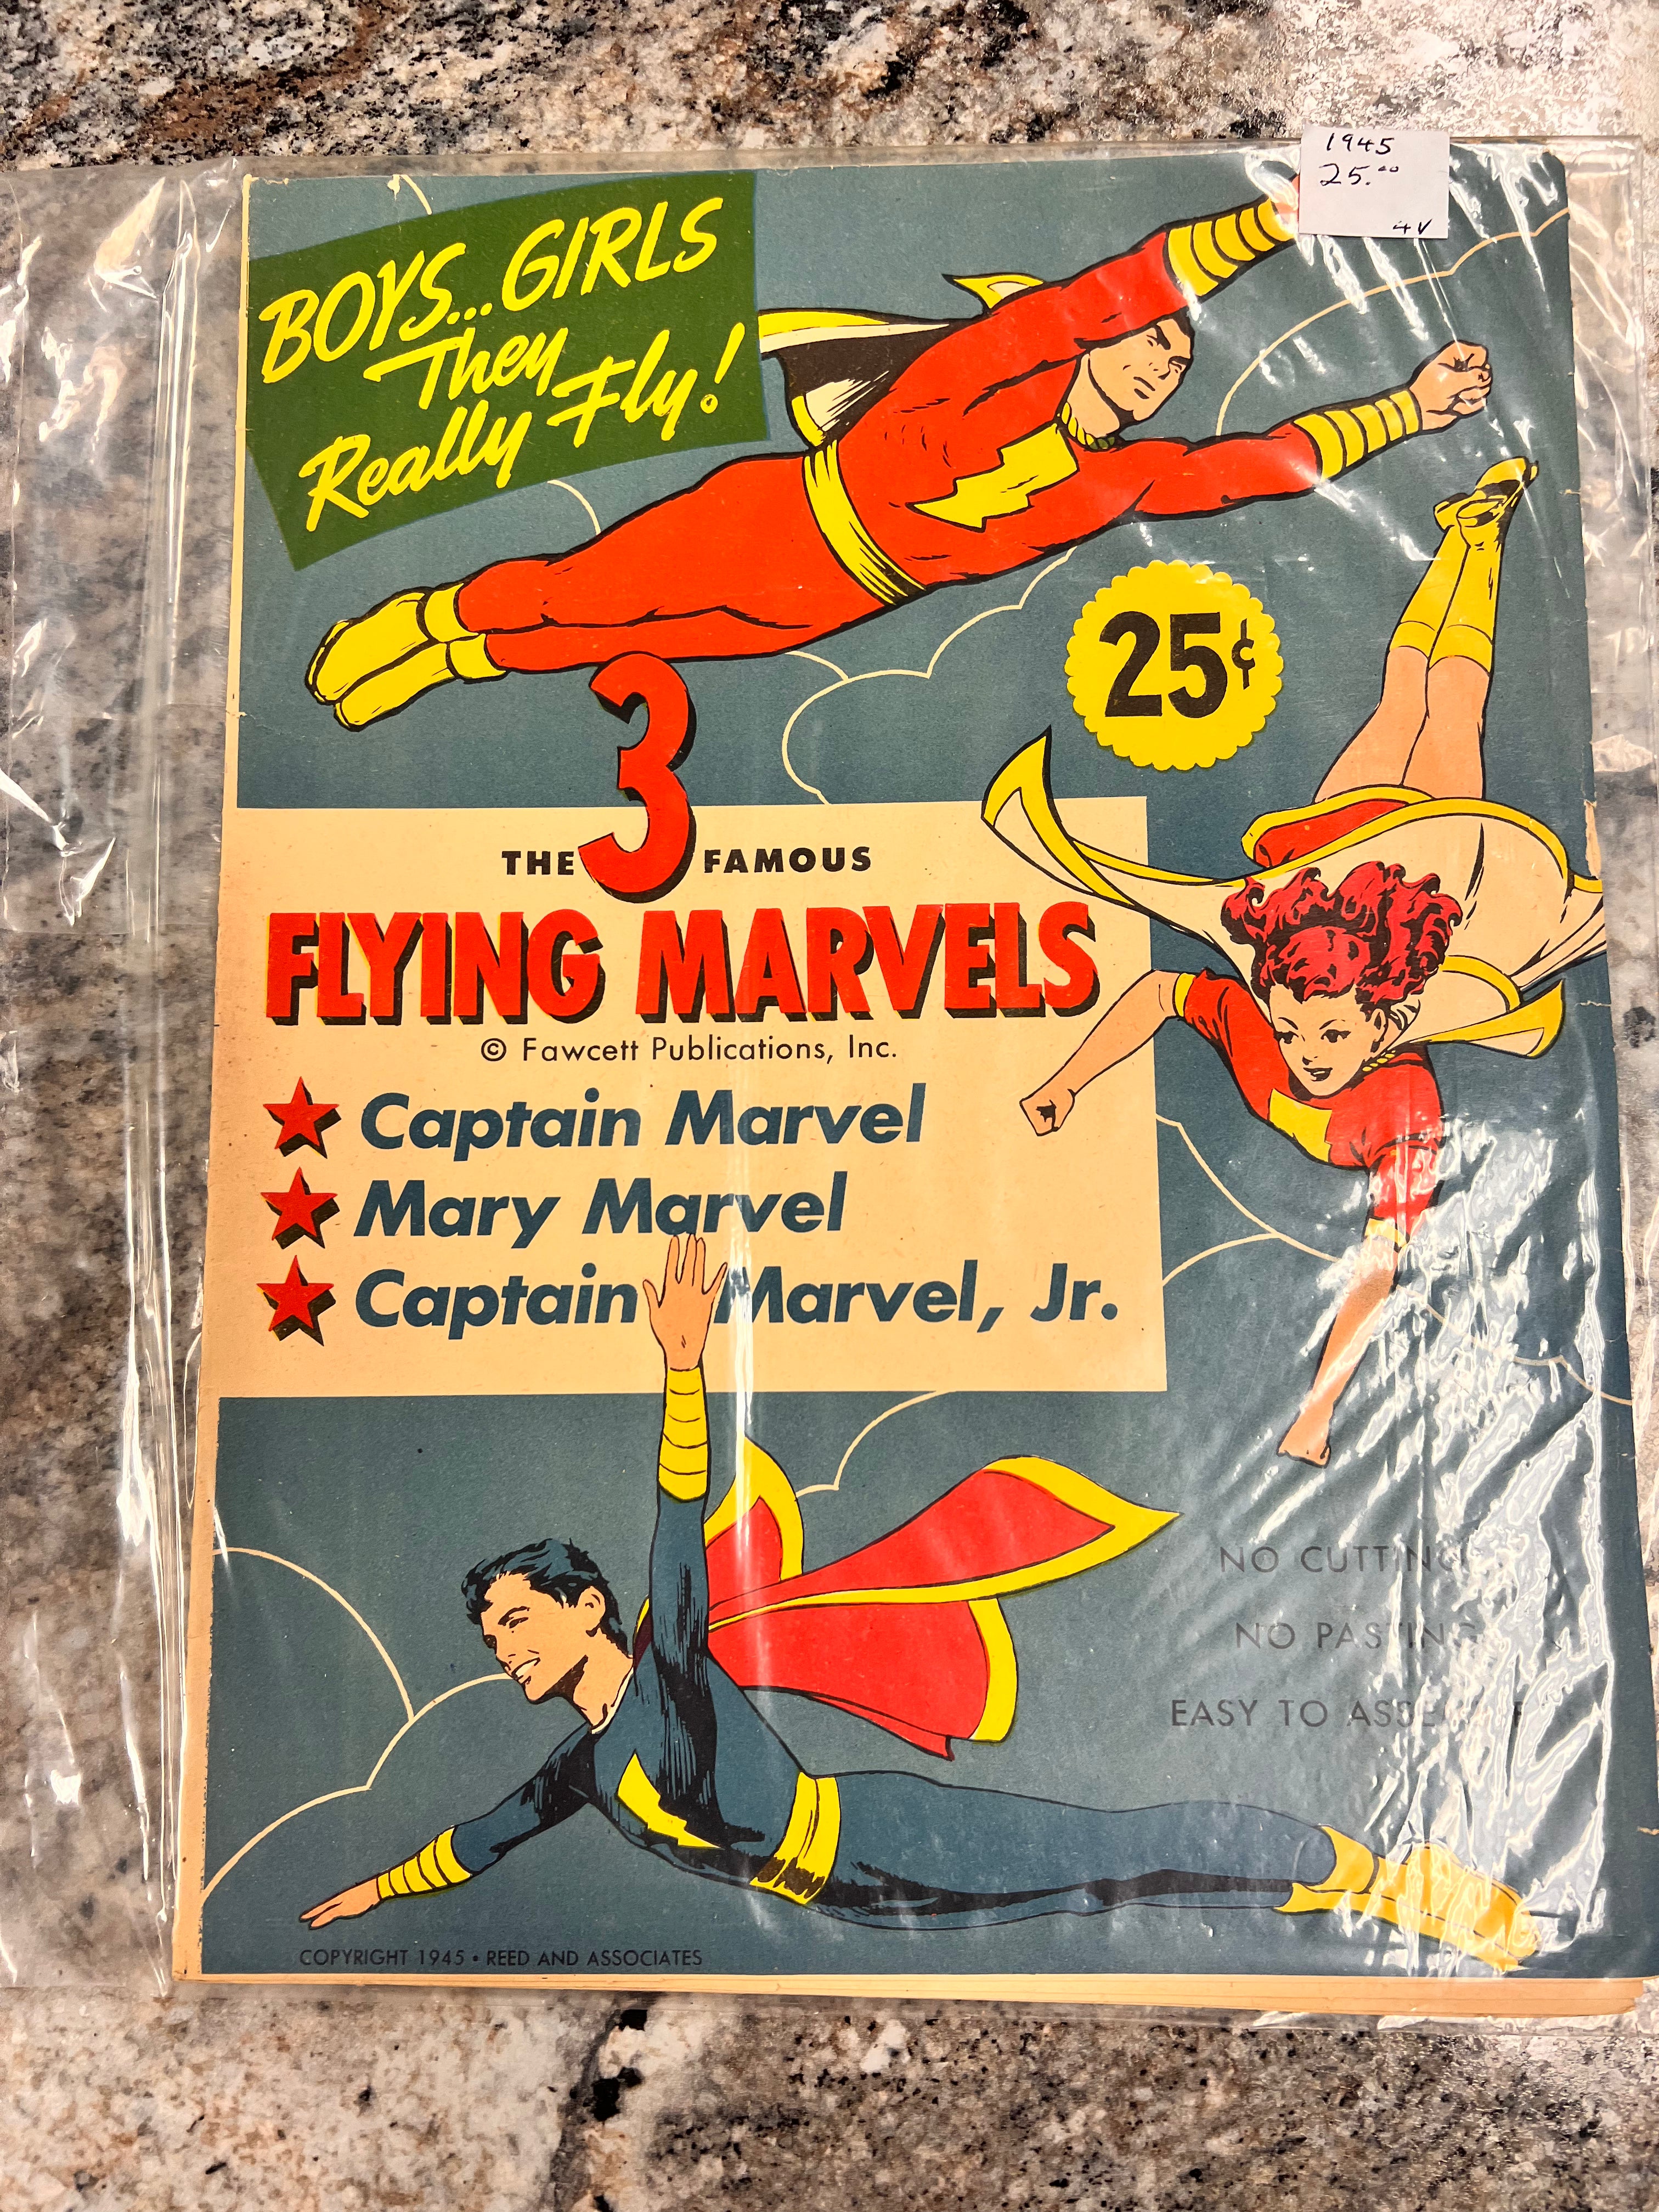 1945
25.00
BOYS...GIRLS
They
Really Fly!
25¢
THE 3 FAMOUS
FLYING MARVELS
© Fawcett Publications, Inc.
Captain Marvel
Mary Marvel
Captain Marvel, Jr.
NO CUTTING
NO PASTING
EASY TO
COPYRIGHT 1945 • REED AND ASSOCIATES